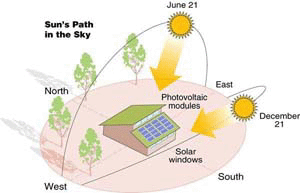 June 21
Sun's Path
in the Sky
North
East
Photovoltaic
modules
December
21
Solar
windows
South
West